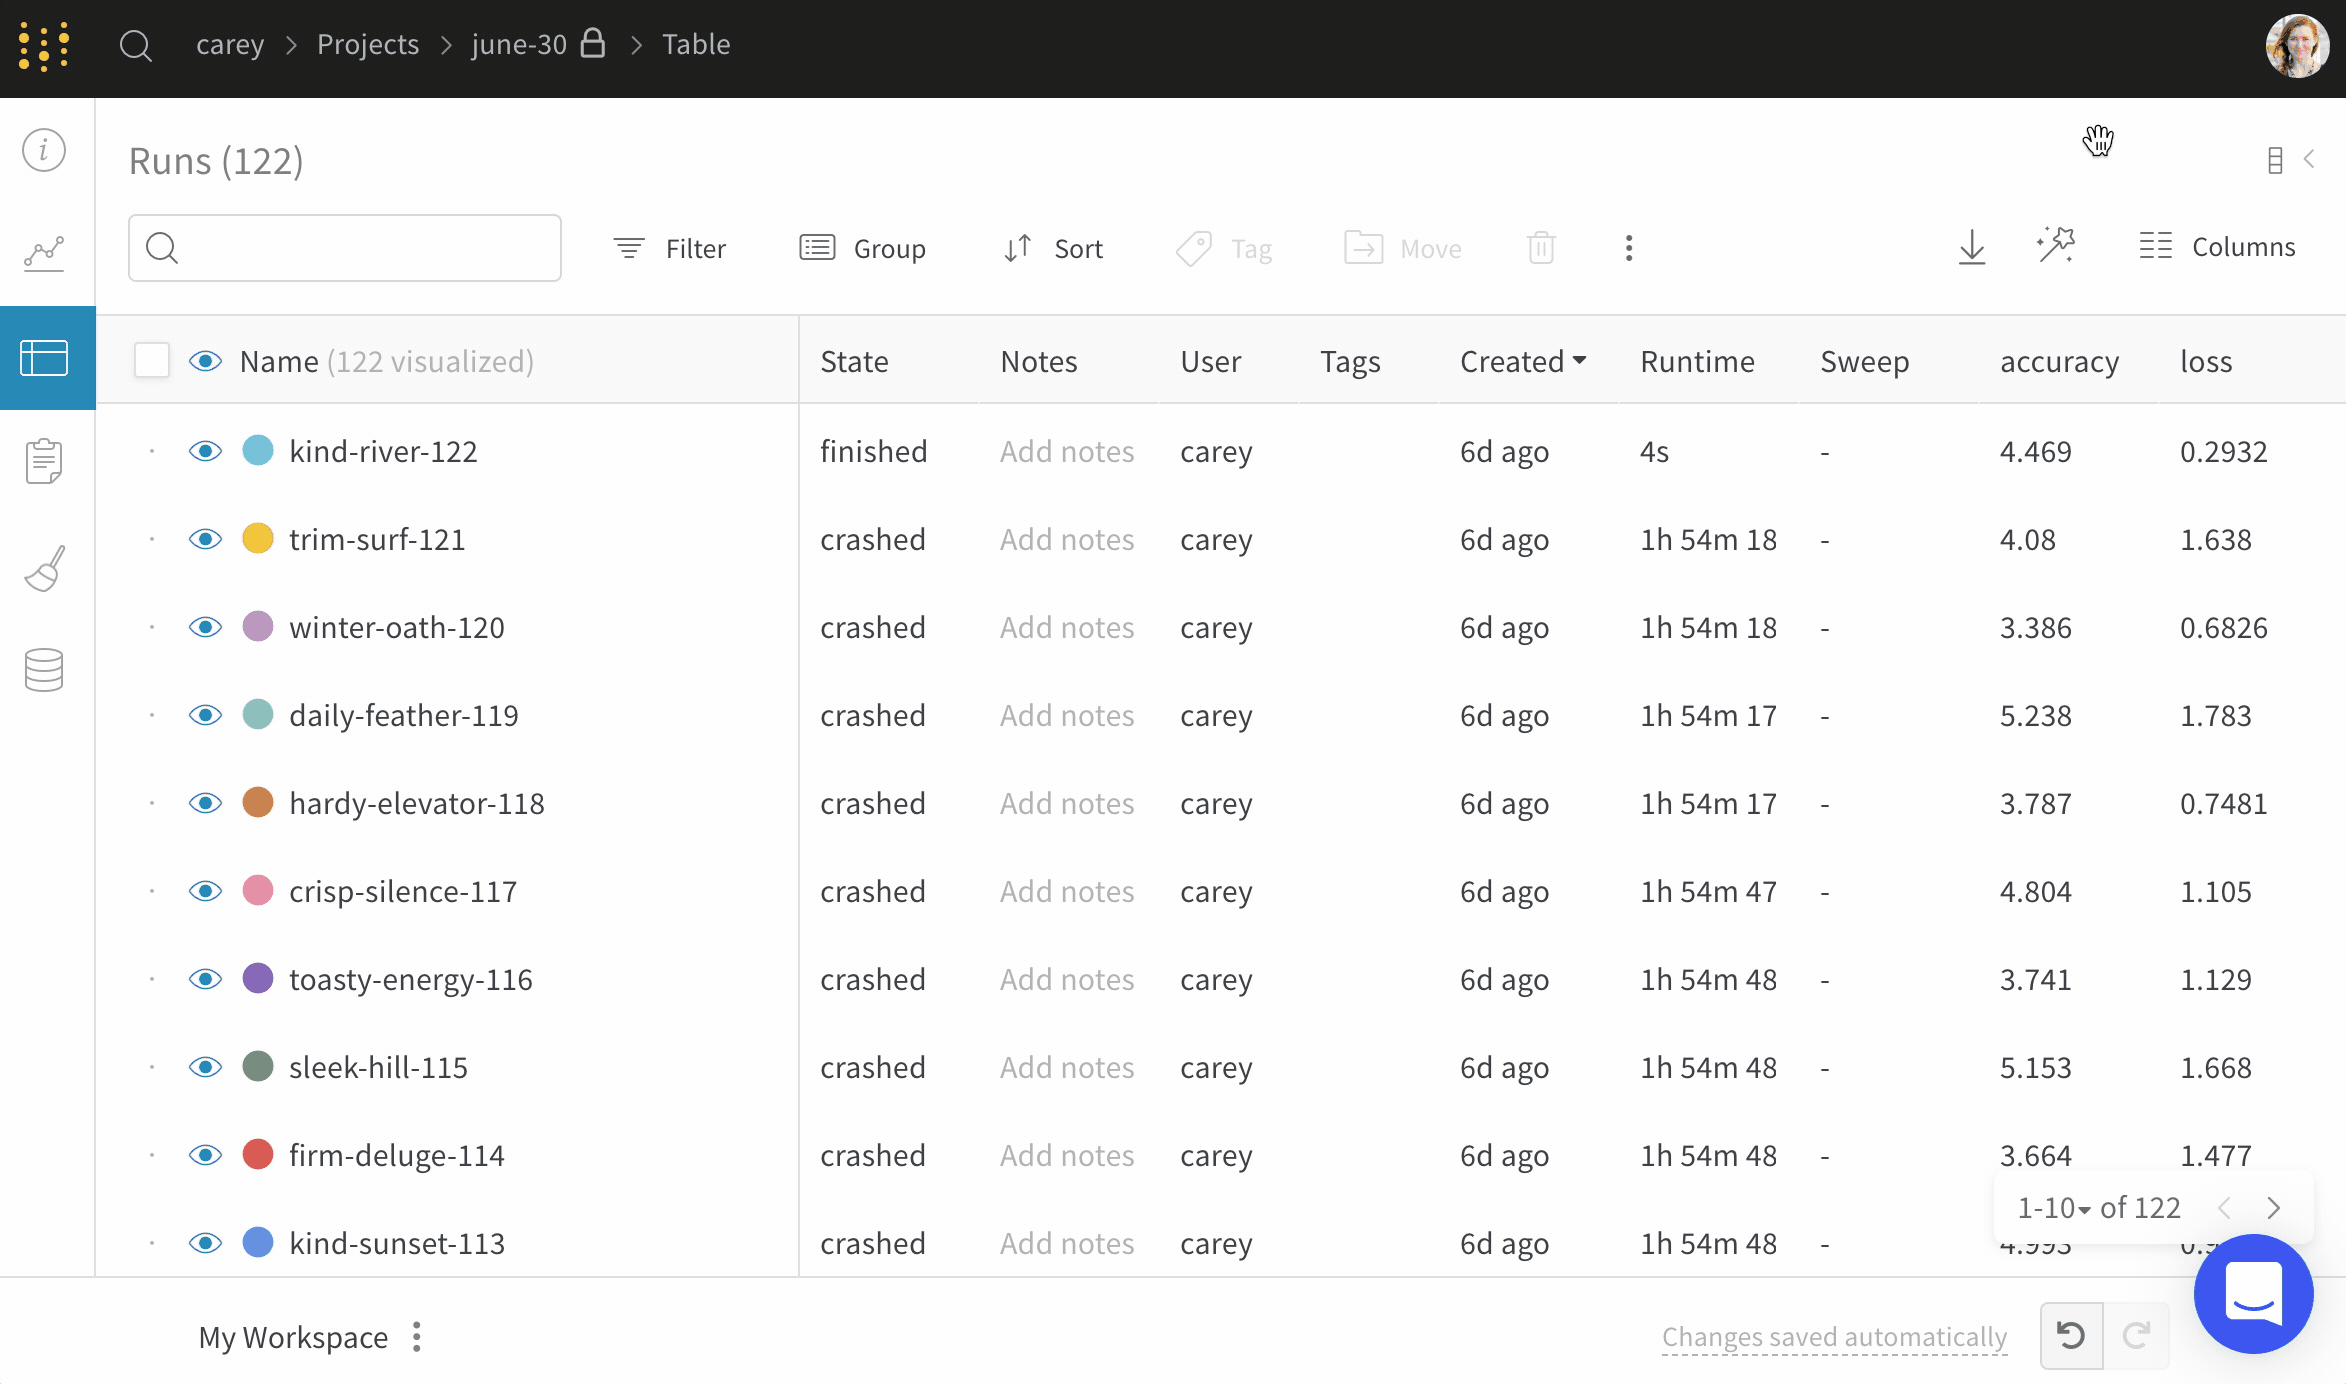 carey > Projects > june-30 > Table
Runs (122)
Filter Group Sort Tag Move Columns
Name (122 visualized) State Notes User Tags Created Runtime Sweep accuracy loss
kind-river-122 finished Add notes carey 6d ago 4s - 4.469 0.2932
trim-surf-121 crashed Add notes carey 6d ago 1h 54m 18 - 4.08 1.638
winter-oath-120 crashed Add notes carey 6d ago 1h 54m 18 - 3.386 0.6826
daily-feather-119 crashed Add notes carey 6d ago 1h 54m 17 - 5.238 1.783
hardy-elevator-118 crashed Add notes carey 6d ago 1h 54m 17 - 3.787 0.7481
crisp-silence-117 crashed Add notes carey 6d ago 1h 54m 47 - 4.804 1.105
toasty-energy-116 crashed Add notes carey 6d ago 1h 54m 48 - 3.741 1.129
sleek-hill-115 crashed Add notes carey 6d ago 1h 54m 48 - 5.153 1.668
firm-deluge-114 crashed Add notes carey 6d ago 1h 54m 48 - 3.664 1.477
1-10 of 122
kind-sunset-113 crashed Add notes carey 6d ago 1h 54m 48 -
My Workspace Changes saved automatically